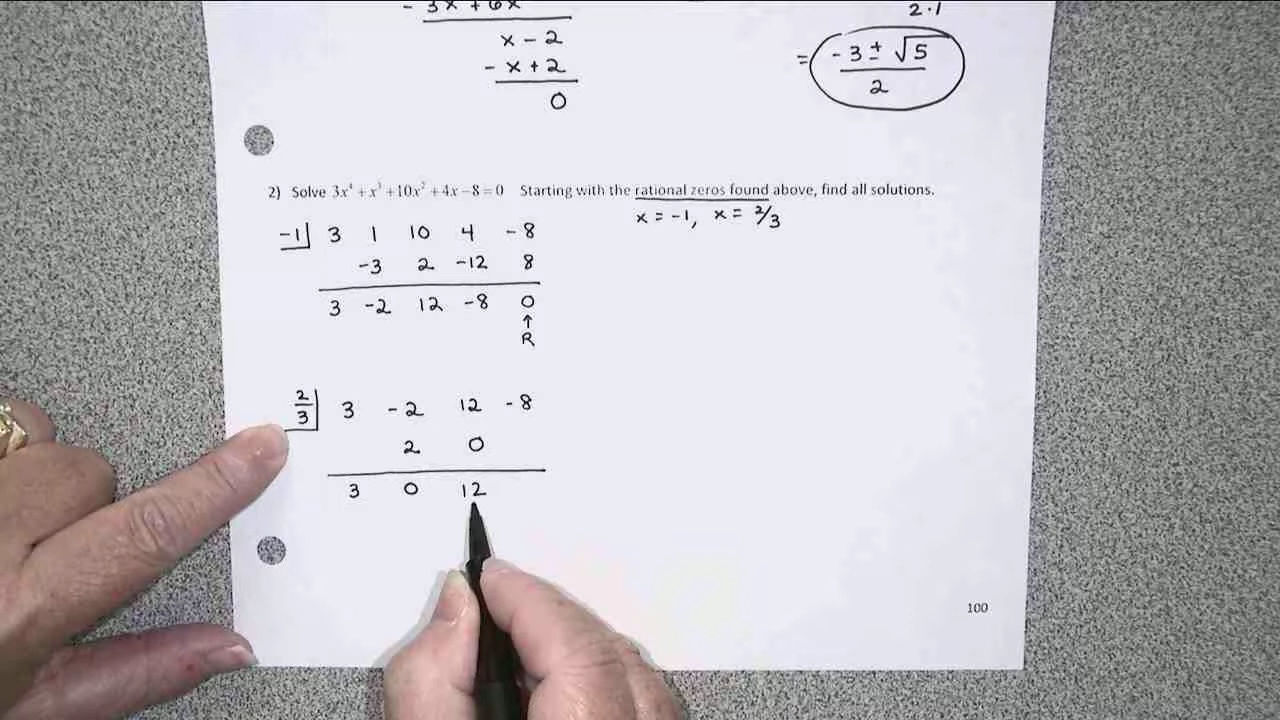 - 3x + 6x
2·1
x - 2
- x + 2
0
= -3 ± √5
2
2) Solve 3x⁴ + x³ + 10x² + 4x - 8 = 0 Starting with the rational zeros found above, find all solutions.
x = -1, x = 2/3
-1 3 1 10 4 -8
-3 2 -12 8
3 -2 12 -8 0
↑
R
2/3 3 -2 12 -8
2 0
3 0 12
100